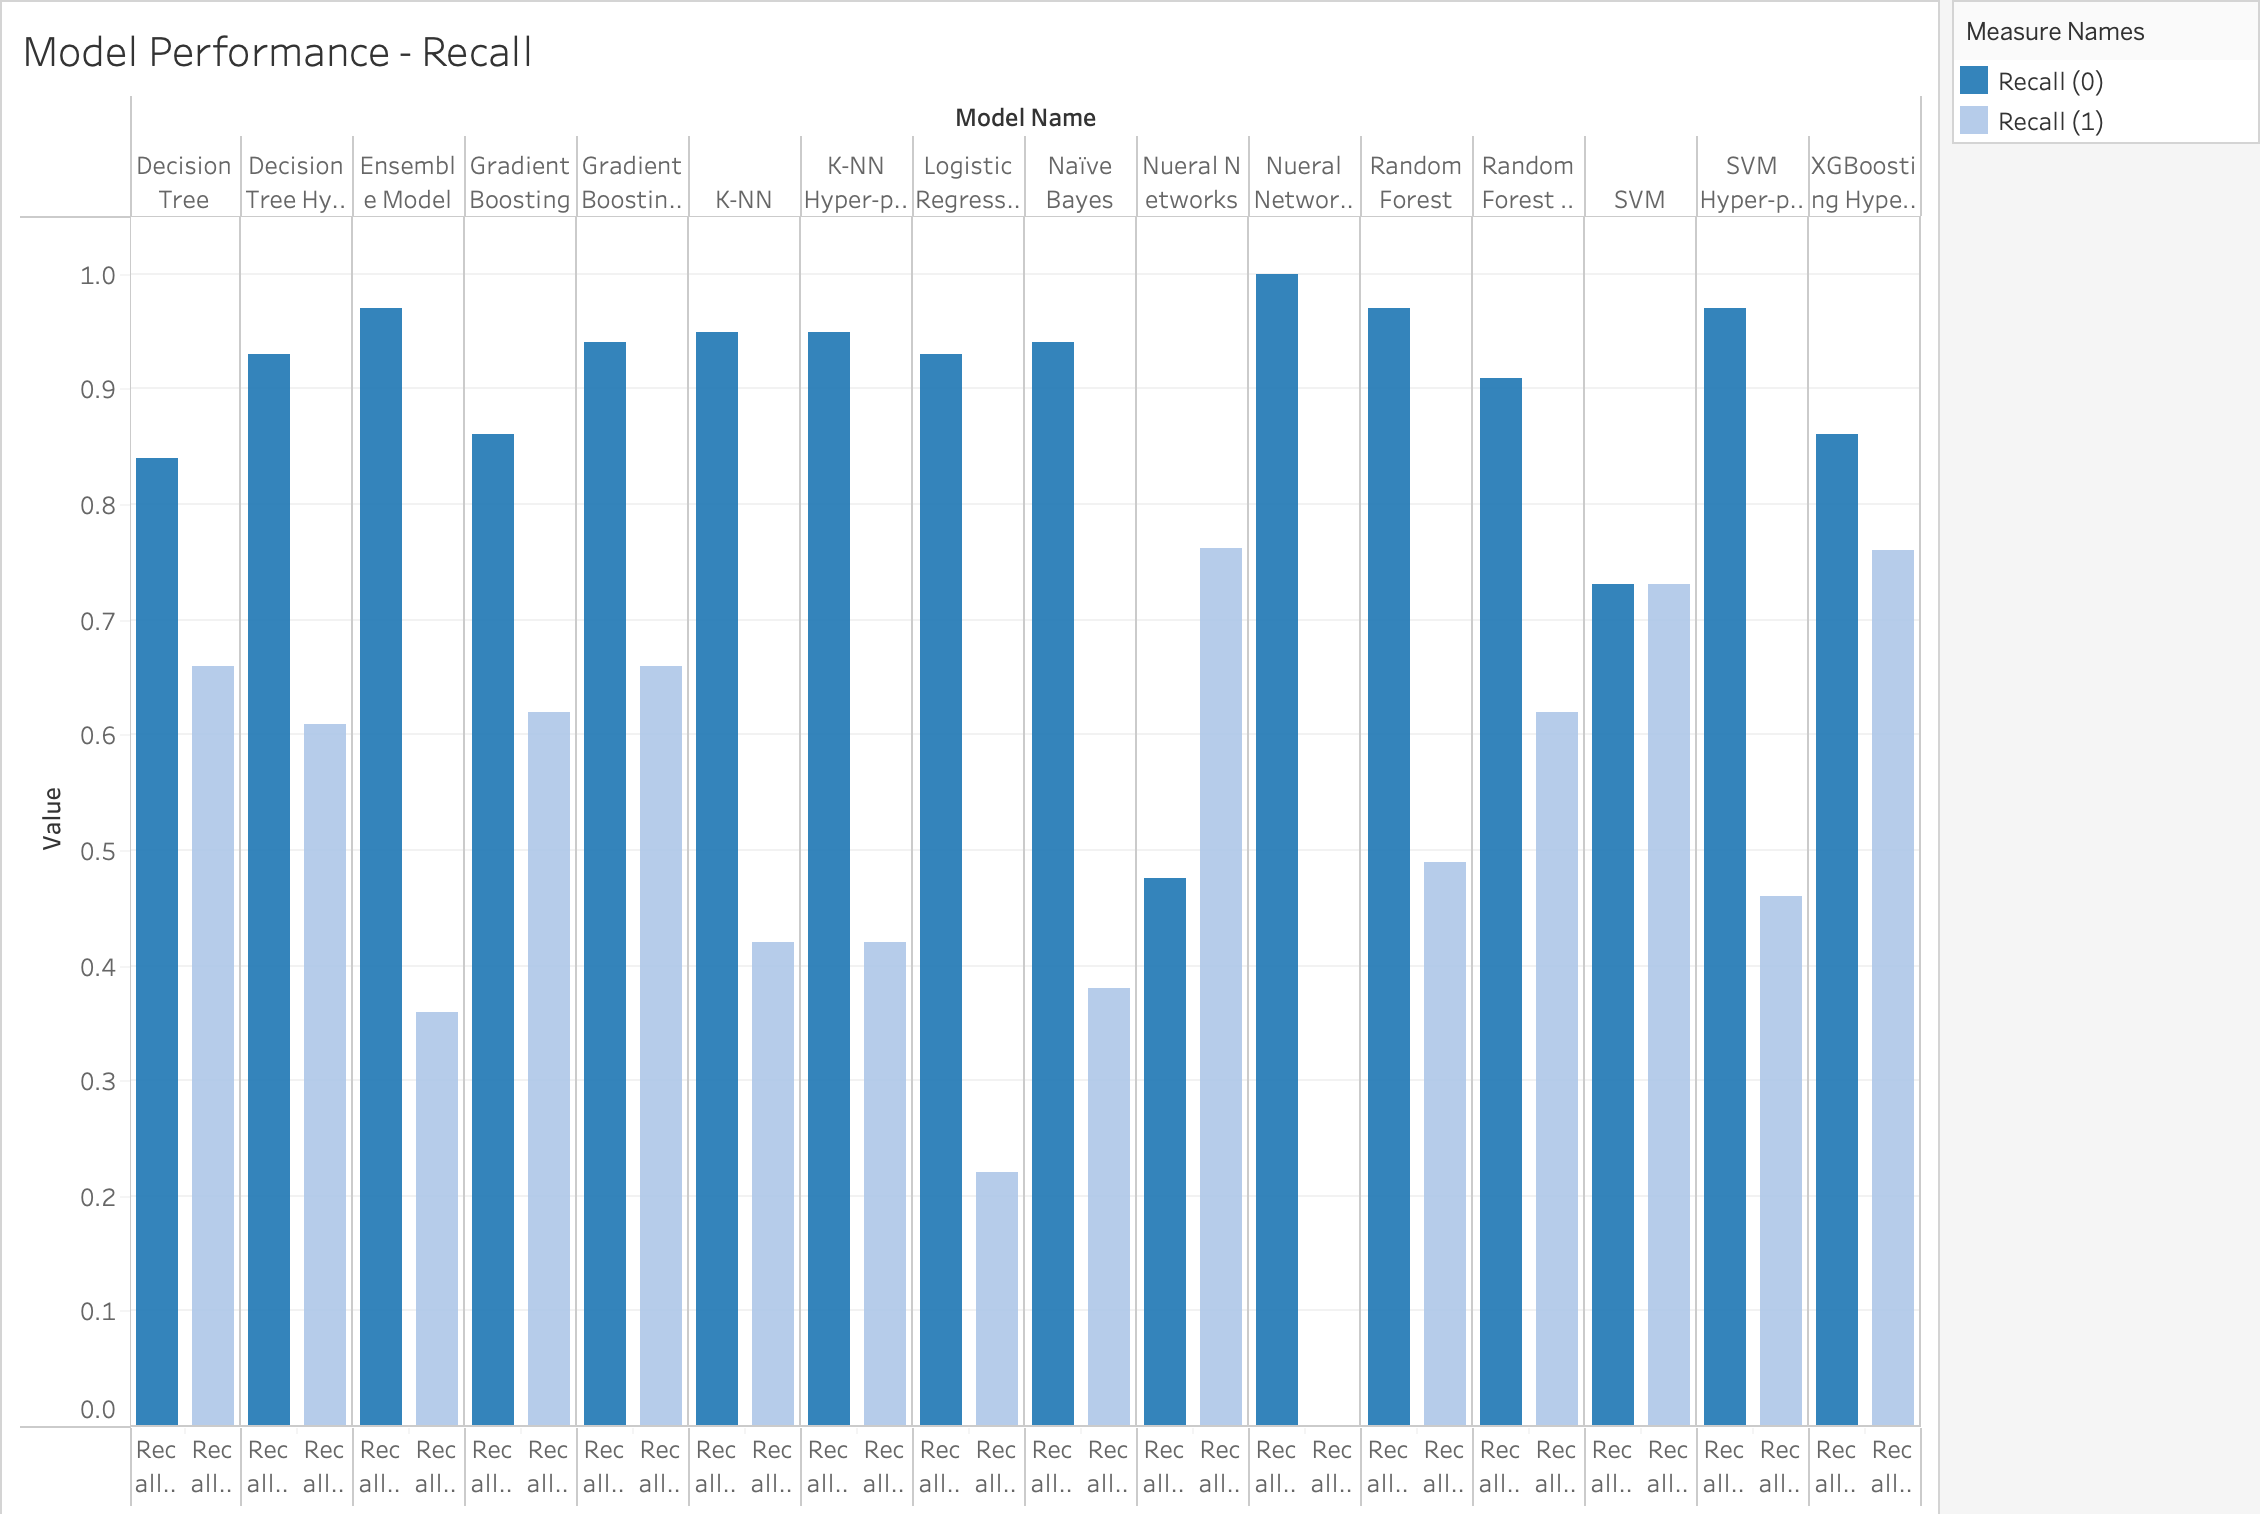 Model Performance - Recall
Model Name
Decision
Tree
Decision
Tree Hy..
Ensembl
e Model
Gradient
Boosting
Gradient
Boostin..
K-NN
K-NN
Hyper-p..
Logistic
Regress..
Naïve
Bayes
Nueral N
etworks
Nueral
Networ..
Random
Forest
Random
Forest ..
SVM
SVM
Hyper-p..
XGBoosti
ng Hype..
1.0
0.9
0.8
0.7
0.6
0.5
0.4
0.3
0.2
0.1
0.0
Value
Rec Rec Rec Rec Rec Rec Rec Rec Rec Rec Rec Rec Rec Rec Rec Rec Rec Rec Rec Rec Rec Rec Rec Rec Rec Rec Rec Rec Rec Rec Rec Rec
all.. all.. all.. all.. all.. all.. all.. all.. all.. all.. all.. all.. all.. all.. all.. all.. all.. all.. all.. all.. all.. all.. all.. all.. all.. all.. all.. all.. all.. all.. all.. all..
Measure Names
Recall (0)
Recall (1)